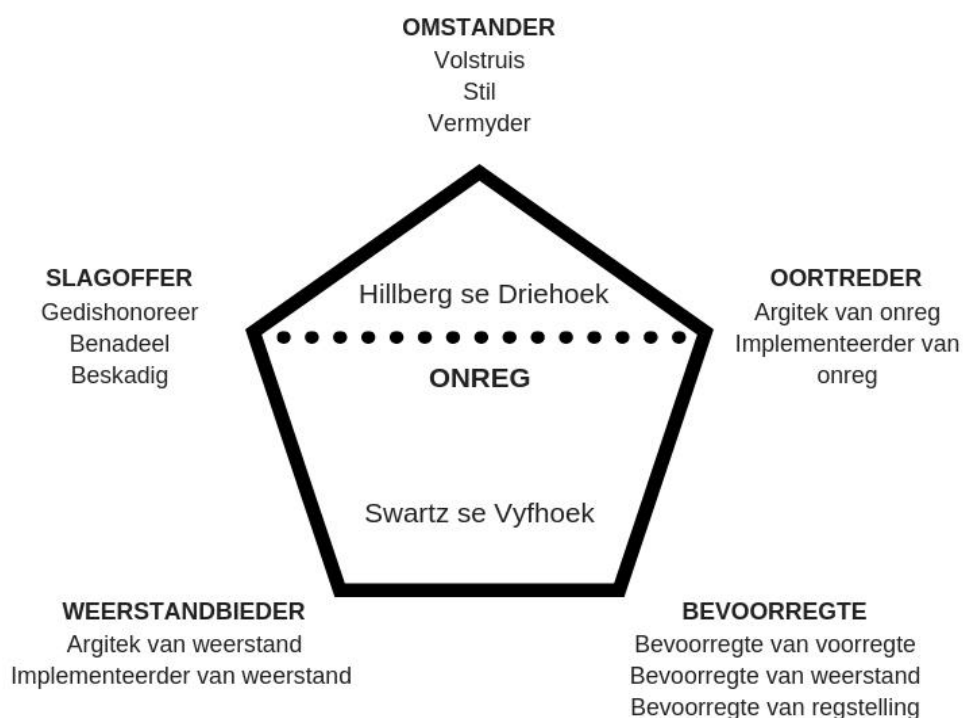 OMSTANDER
Volstruis
Stil
Vermyder
SLAGOFFER
Gedishonoreer
Benadeel
Beskadig
Hillberg se Driehoek
ONREG
OORTREDER
Argitek van onreg
Implementeerder van
onreg
Swartz se Vyfhoek
WEERSTANDBIEDER
Argitek van weerstand
Implementeerder van weerstand
BEVOORREGTE
Bevoorregte van voorregte
Bevoorregte van weerstand
Bevoorregte van regstelling